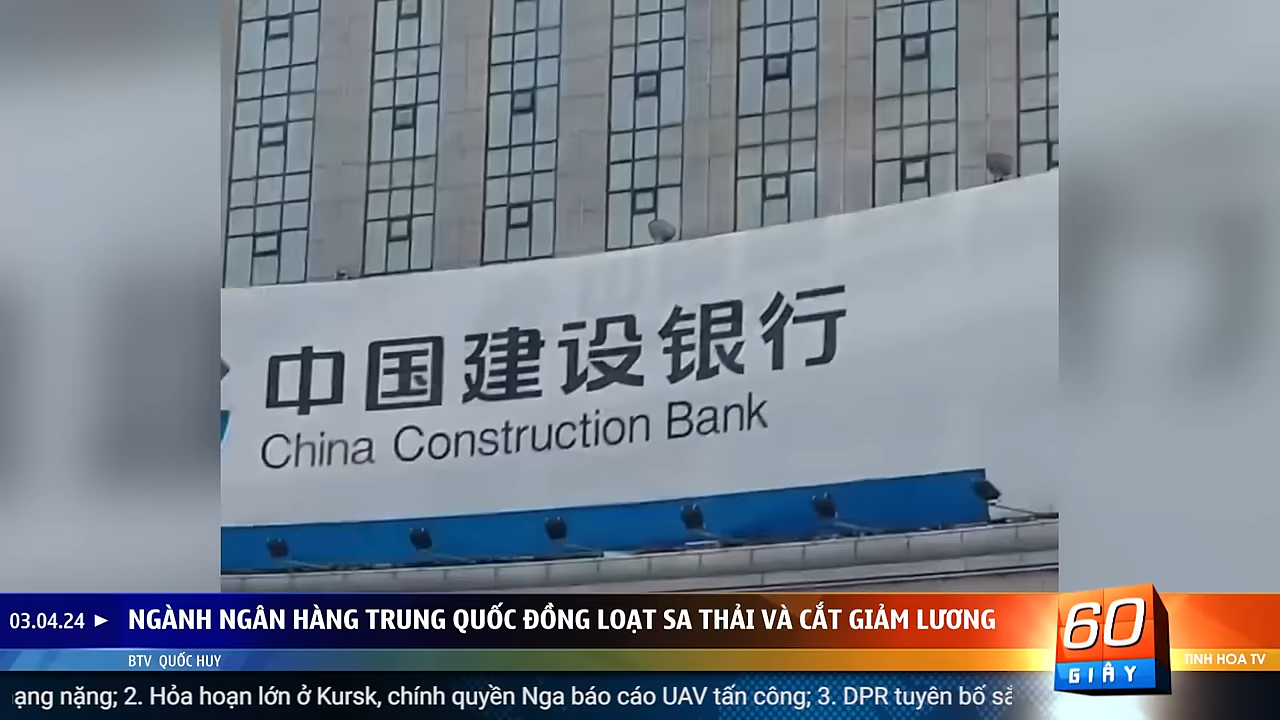 中国建设银行
China Construction Bank
03.04.24 NGÀNH NGÂN HÀNG TRUNG QUỐC ĐỒNG LOẠT SA THẢI VÀ CẮT GIẢM LƯƠNG
60
GIÂY
BTV QUỐC HUY
TINH HOA TV
nặng; 2. Hỏa hoạn lớn ở Kursk, chính quyền Nga báo cáo UAV tấn công; 3. DPR tuyên bố